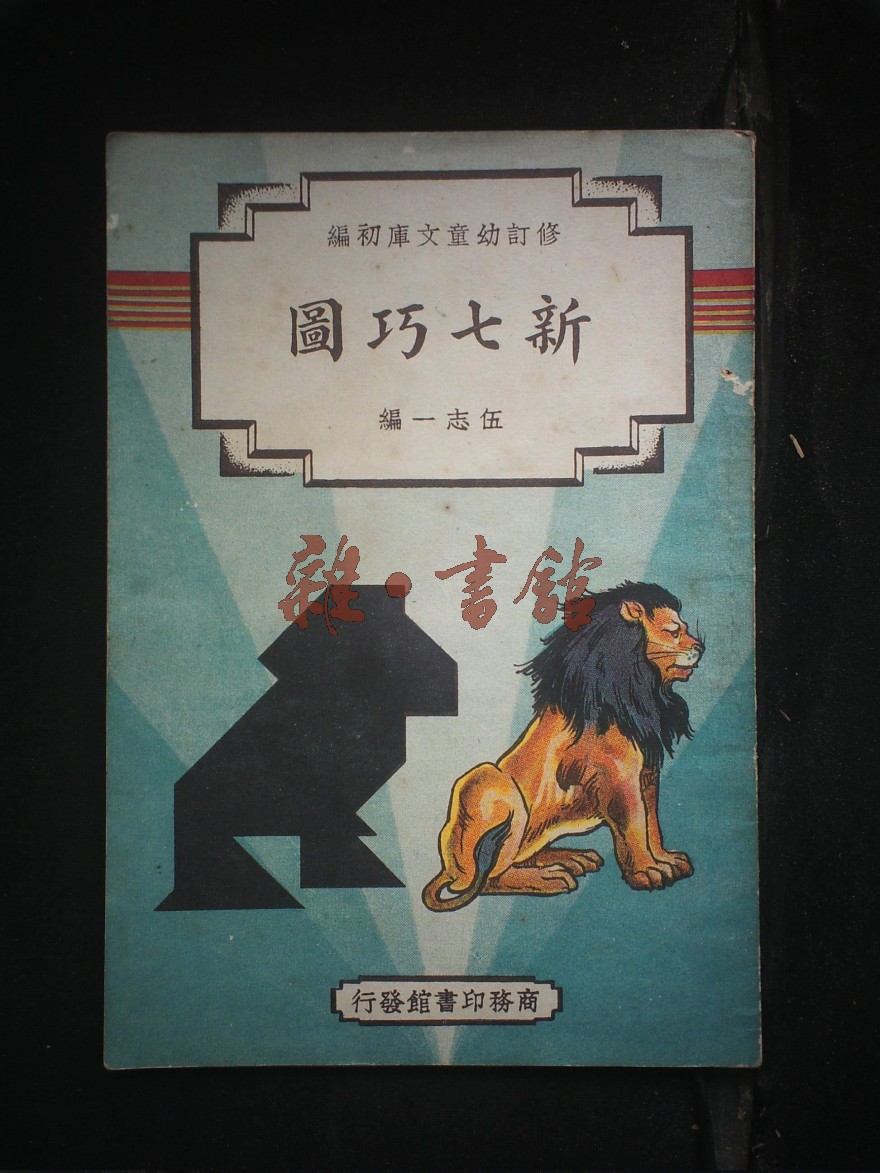 修訂幼童文庫初編
新七巧圖
伍志一編
雜·書館
商務印書館發行